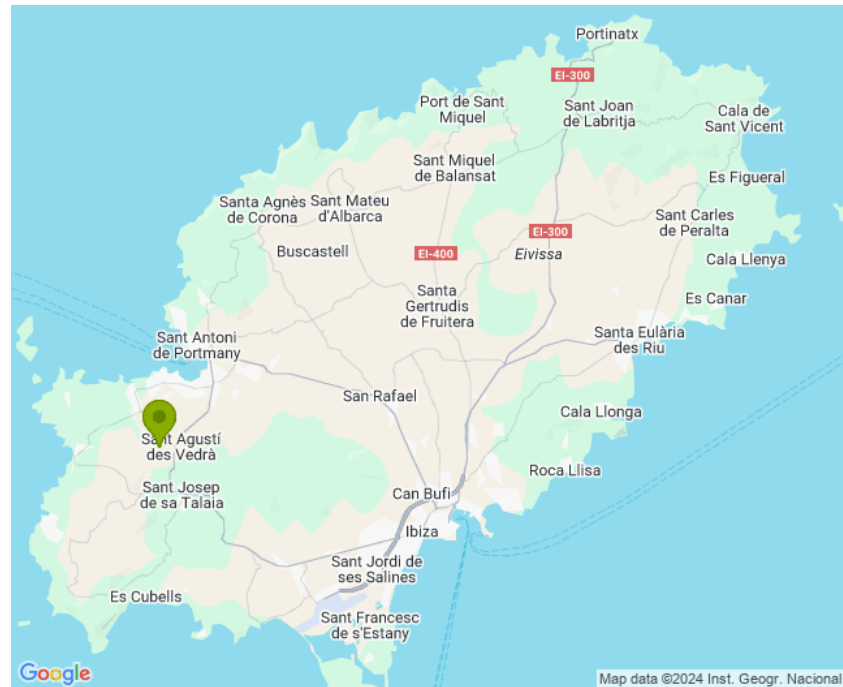 Portinatx
EI-300
Port de Sant
Miquel
Sant Joan
de Labritja
Cala de
Sant Vicent
Sant Miquel
de Balansat
Es Figueral
Santa Agnès
de Corona
Sant Mateu
d'Albarca
Sant Carles
de Peralta
EI-300
Buscastell
EI-400
Eivissa
Cala Llenya
Santa
Gertrudis
de Fruitera
Es Canar
Sant Antoni
de Portmany
Santa Eulària
des Riu
San Rafael
Cala Llonga
Sant Agustí
des Vedrà
Roca Llisa
Sant Josep
de sa Talaia
Can Bufi
Ibiza
Sant Jordi de
ses Salines
Es Cubells
Sant Francesc
de s'Estany
Google
Map data ©2024 Inst. Geogr. Nacional